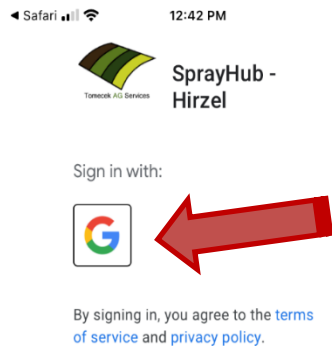 Safari 12:42 PM
Tomecek AG Services
SprayHub -
Hirzel
Sign in with:
G
By signing in, you agree to the terms
of service and privacy policy.